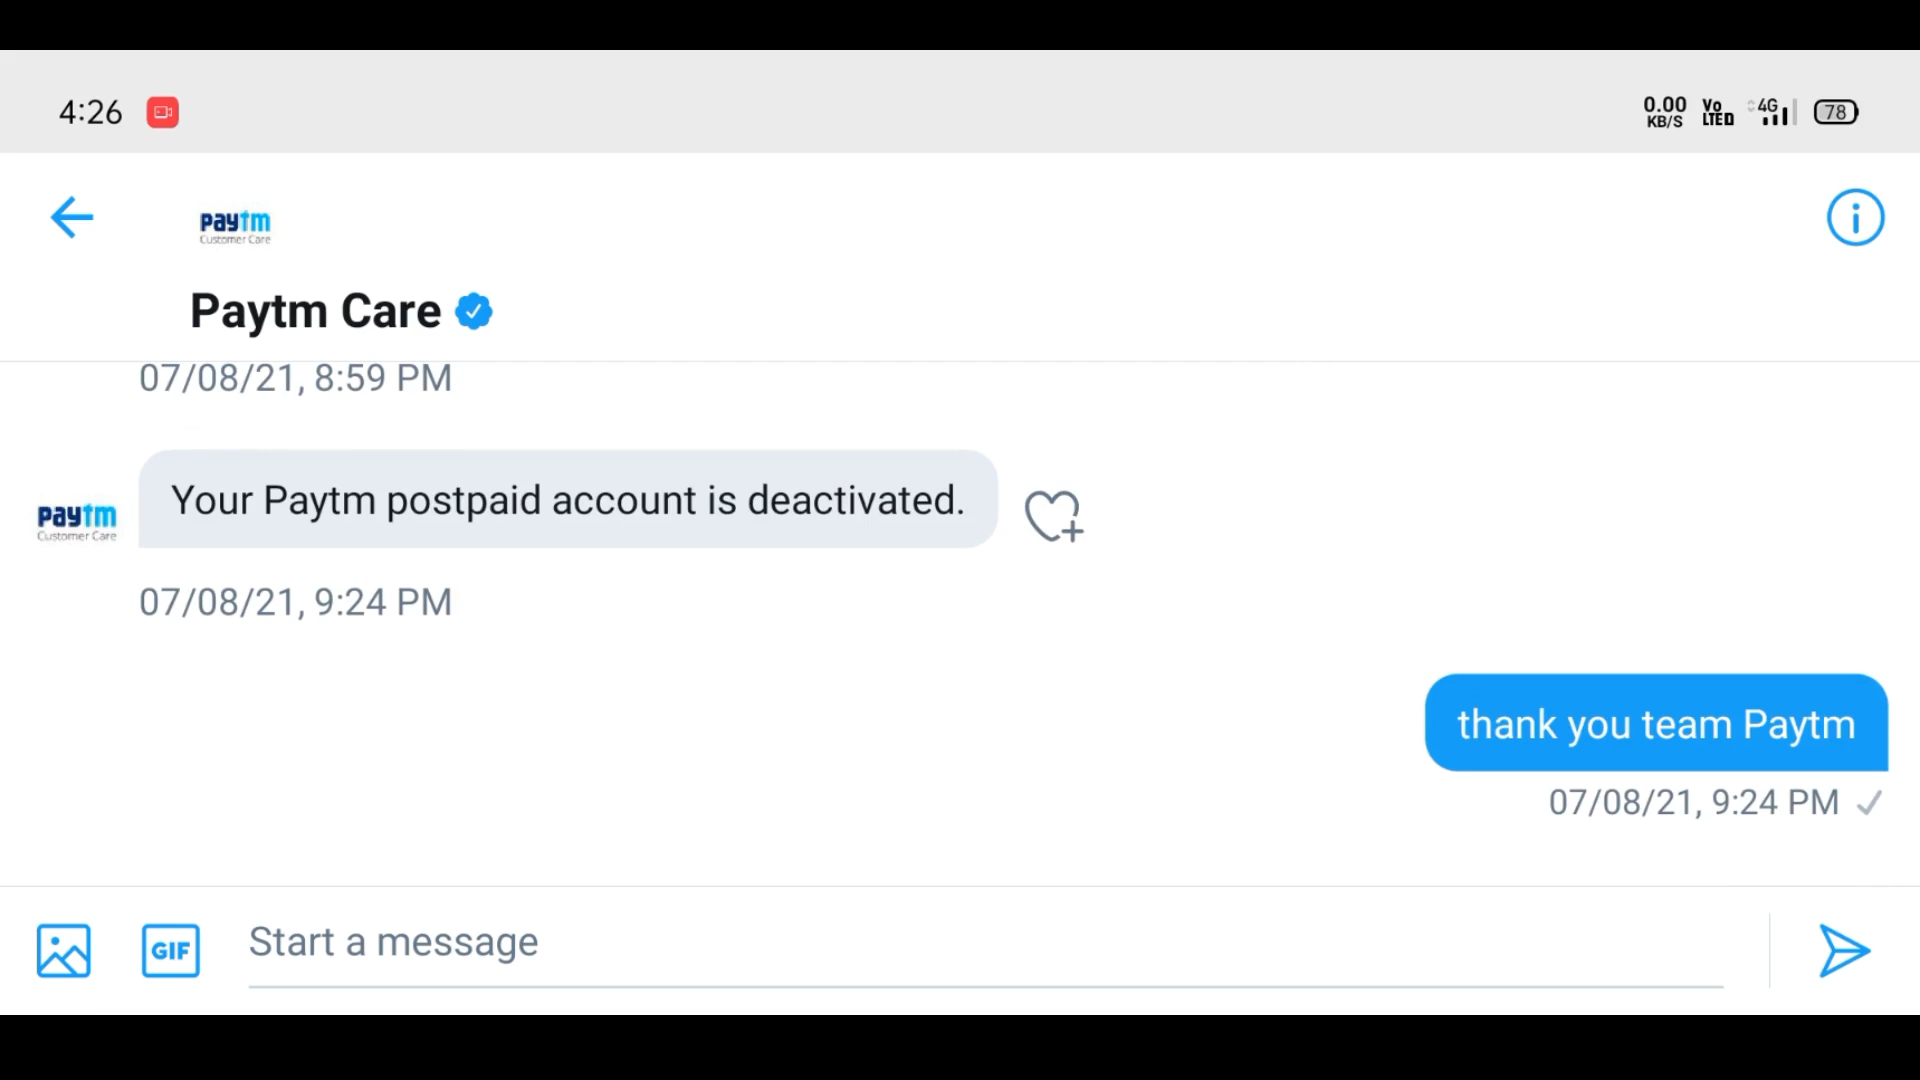 4:26
0.00 KB/S Vo LTED 4G 78
paytm
Customer Care
Paytm Care
07/08/21, 8:59 PM
Your Paytm postpaid account is deactivated.
paytm
Customer Care
07/08/21, 9:24 PM
thank you team Paytm
07/08/21, 9:24 PM
GIF
Start a message